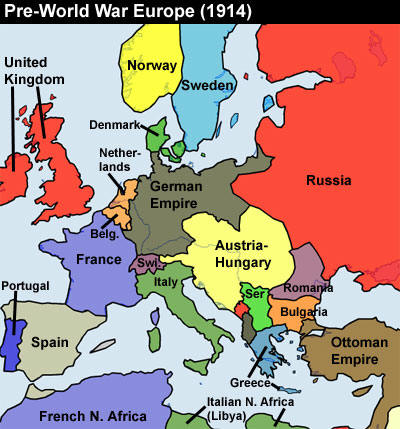 Pre-World War Europe (1914)
United
Kingdom
Norway
Sweden
Denmark
Nether-
lands
German
Empire
Russia
Belg.
Austria-
Hungary
France
Swi.
Italy
Portugal
Romania
Ser
Bulgaria
Spain
Ottoman
Empire
Greece
French N. Africa
Italian N. Africa
(Libya)